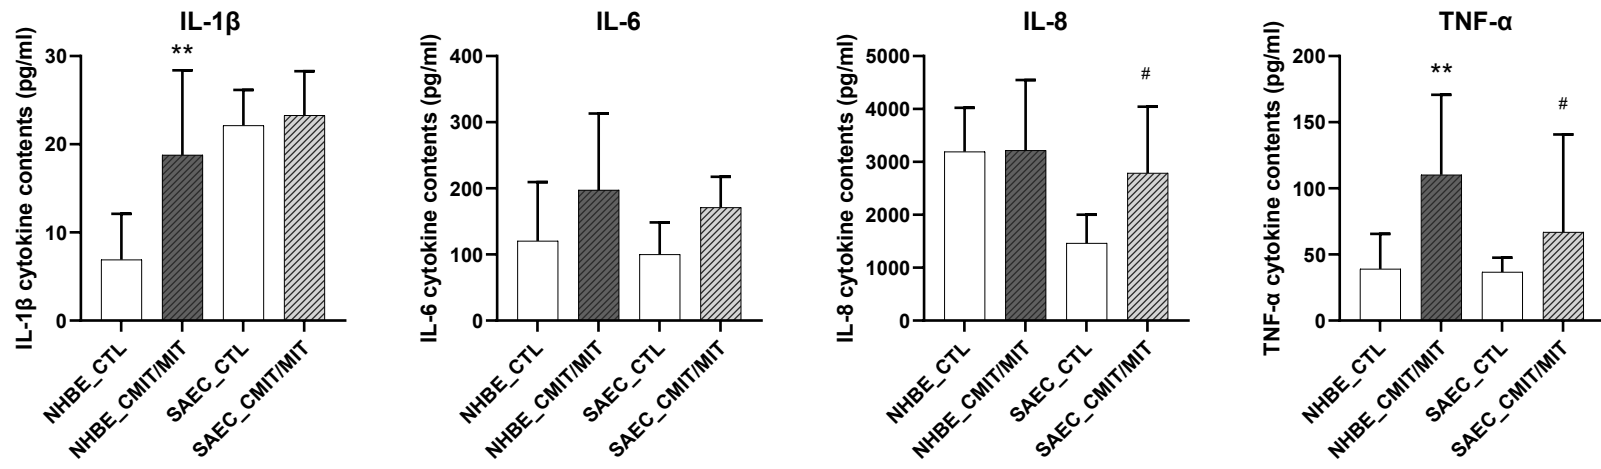 IL-1β
IL-1β cytokine contents (pg/ml)
30
20
10
0
**
NHBE_CTL
NHBE_CMIT/MIT
SAEC_CTL
SAEC_CMIT/MIT
IL-6
IL-6 cytokine contents (pg/ml)
400
300
200
100
0
NHBE_CTL
NHBE_CMIT/MIT
SAEC_CTL
SAEC_CMIT/MIT
IL-8
IL-8 cytokine contents (pg/ml)
5000
4000
3000
2000
1000
0
#
NHBE_CTL
NHBE_CMIT/MIT
SAEC_CTL
SAEC_CMIT/MIT
TNF-α
TNF-α cytokine contents (pg/ml)
200
150
100
50
0
**
#
NHBE_CTL
NHBE_CMIT/MIT
SAEC_CTL
SAEC_CMIT/MIT